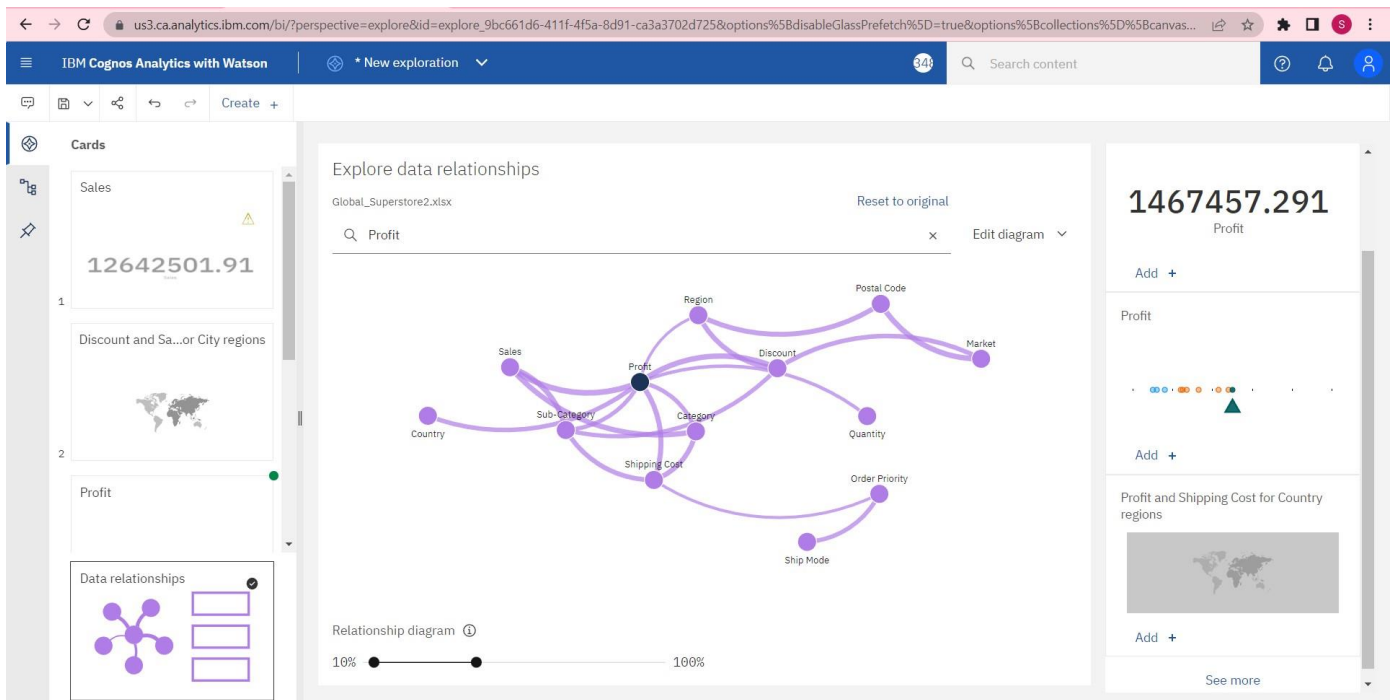 us3.ca.analytics.ibm.com/bi/?perspective=explore&id=explore_9bc661d6-411f-4f5a-8d91-ca3a3702d725&options%5BdisableGlassPrefetch%5D=true&options%5Bcollections%5D%5Bcanvas...
S
IBM Cognos Analytics with Watson
* New exploration
348
Search content
Create +
Cards
Sales
12642501.91
1
Discount and Sa...or City regions
2
Profit
Data relationships
Explore data relationships
Global_Superstore2.xlsx
Reset to original
Profit
Edit diagram
Postal Code
Region
Market
Sales
Discount
Profit
Sub-Category
Category
Country
Quantity
Shipping Cost
Order Priority
Ship Mode
Relationship diagram
10%
100%
1467457.291
Profit
Add +
Profit
Add +
Profit and Shipping Cost for Country
regions
Add +
See more